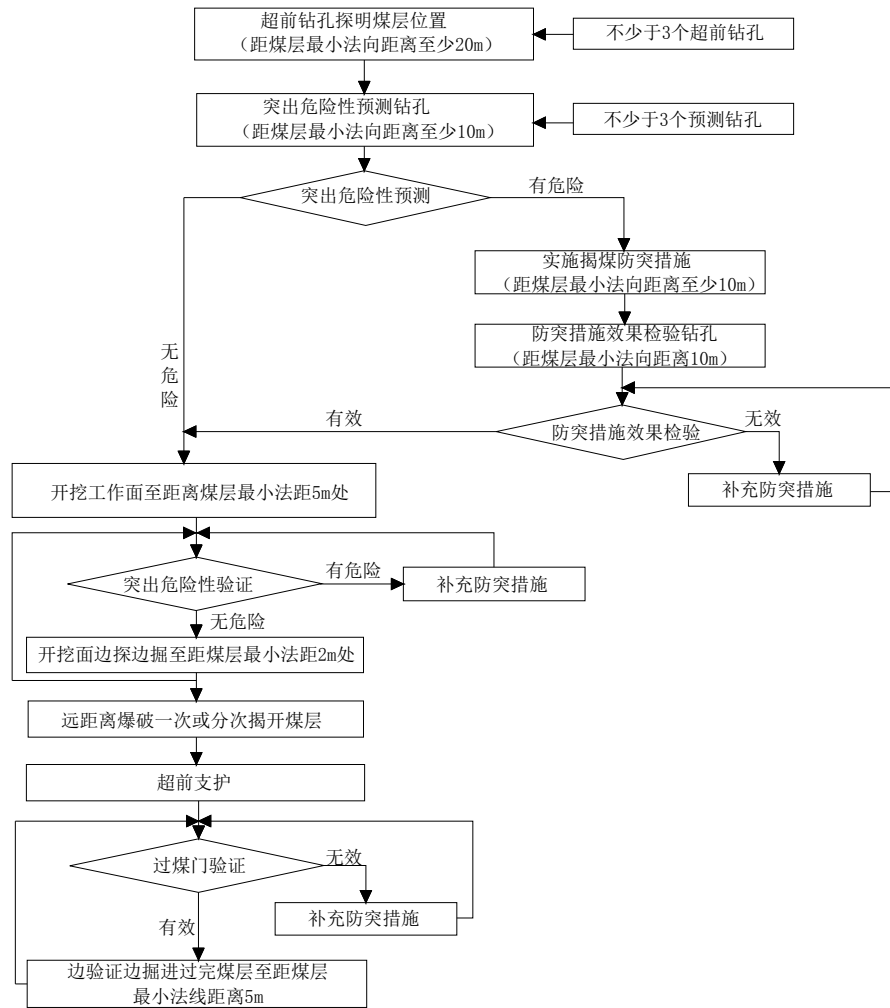 超前钻孔探明煤层位置
（距煤层最小法向距离至少20m）
不少于3个超前钻孔
突出危险性预测钻孔
（距煤层最小法向距离至少10m）
不少于3个预测钻孔
突出危险性预测
有危险
实施揭煤防突措施
（距煤层最小法向距离至少10m）
防突措施效果检验钻孔
（距煤层最小法向距离10m）
无
危
险
有效
防突措施效果检验
无效
补充防突措施
开挖工作面至距离煤层最小法距5m处
突出危险性验证
有危险
补充防突措施
无危险
开挖面边探边掘至距煤层最小法距2m处
远距离爆破一次或分次揭开煤层
超前支护
过煤门验证
无效
补充防突措施
有效
边验证边掘进过完煤层至距煤层
最小法线距离5m